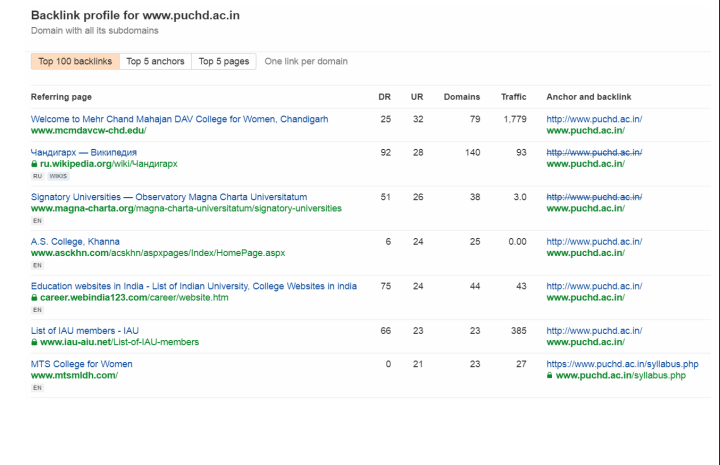 Backlink profile for www.puchd.ac.in
Domain with all its subdomains
Top 100 backlinks Top 5 anchors Top 5 pages One link per domain
Referring page DR UR Domains Traffic Anchor and backlink
Welcome to Mehr Chand Mahajan DAV College for Women, Chandigarh 25 32 79 1,779 http://www.puchd.ac.in/
www.mcmdavcw-chd.edu/ www.puchd.ac.in/
Чандигарх — Википедия 92 28 140 93 http://www.puchd.ac.in/
ru.wikipedia.org/wiki/Чандигарх www.puchd.ac.in/
RU WIKIS
Signatory Universities — Observatory Magna Charta Universitatum 51 26 38 3.0 http://www.puchd.ac.in/
www.magna-charta.org/magna-charta-universitatum/signatory-universities www.puchd.ac.in/
EN
A.S. College, Khanna 6 24 25 0.00 http://www.puchd.ac.in/
www.asckhn.com/acskhn/aspxpages/Index/HomePage.aspx www.puchd.ac.in/
EN
Education websites in India - List of Indian University, College Websites in india 75 24 44 43 http://www.puchd.ac.in/
career.webindia123.com/career/website.htm www.puchd.ac.in/
EN
List of IAU members - IAU 66 23 23 385 http://www.puchd.ac.in/
www.iau-aiu.net/List-of-IAU-members www.puchd.ac.in/
MTS College for Women 0 21 23 27 https://www.puchd.ac.in/syllabus.php
www.mtsmldh.com/ www.puchd.ac.in/syllabus.php
EN